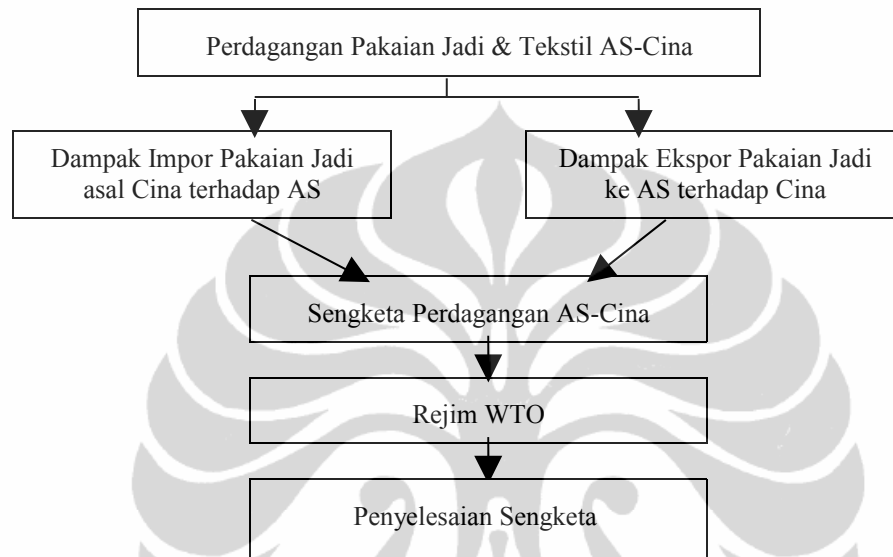 Perdagangan Pakaian Jadi & Tekstil AS-Cina
Dampak Impor Pakaian Jadi
asal Cina terhadap AS
Dampak Ekspor Pakaian Jadi
ke AS terhadap Cina
Sengketa Perdagangan AS-Cina
Rejim WTO
Penyelesaian Sengketa